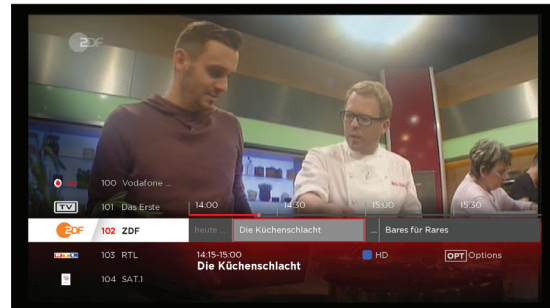 ZDF
100 Vodafone ...
TV 101 Das Erste 14:00 14:30 15:00 15:30
ZDF 102 ZDF heute ... Die Küchenschlacht ... Bares für Rares
103 RTL 14:15-15:00 HD OPT Options
Die Küchenschlacht
104 SAT.1